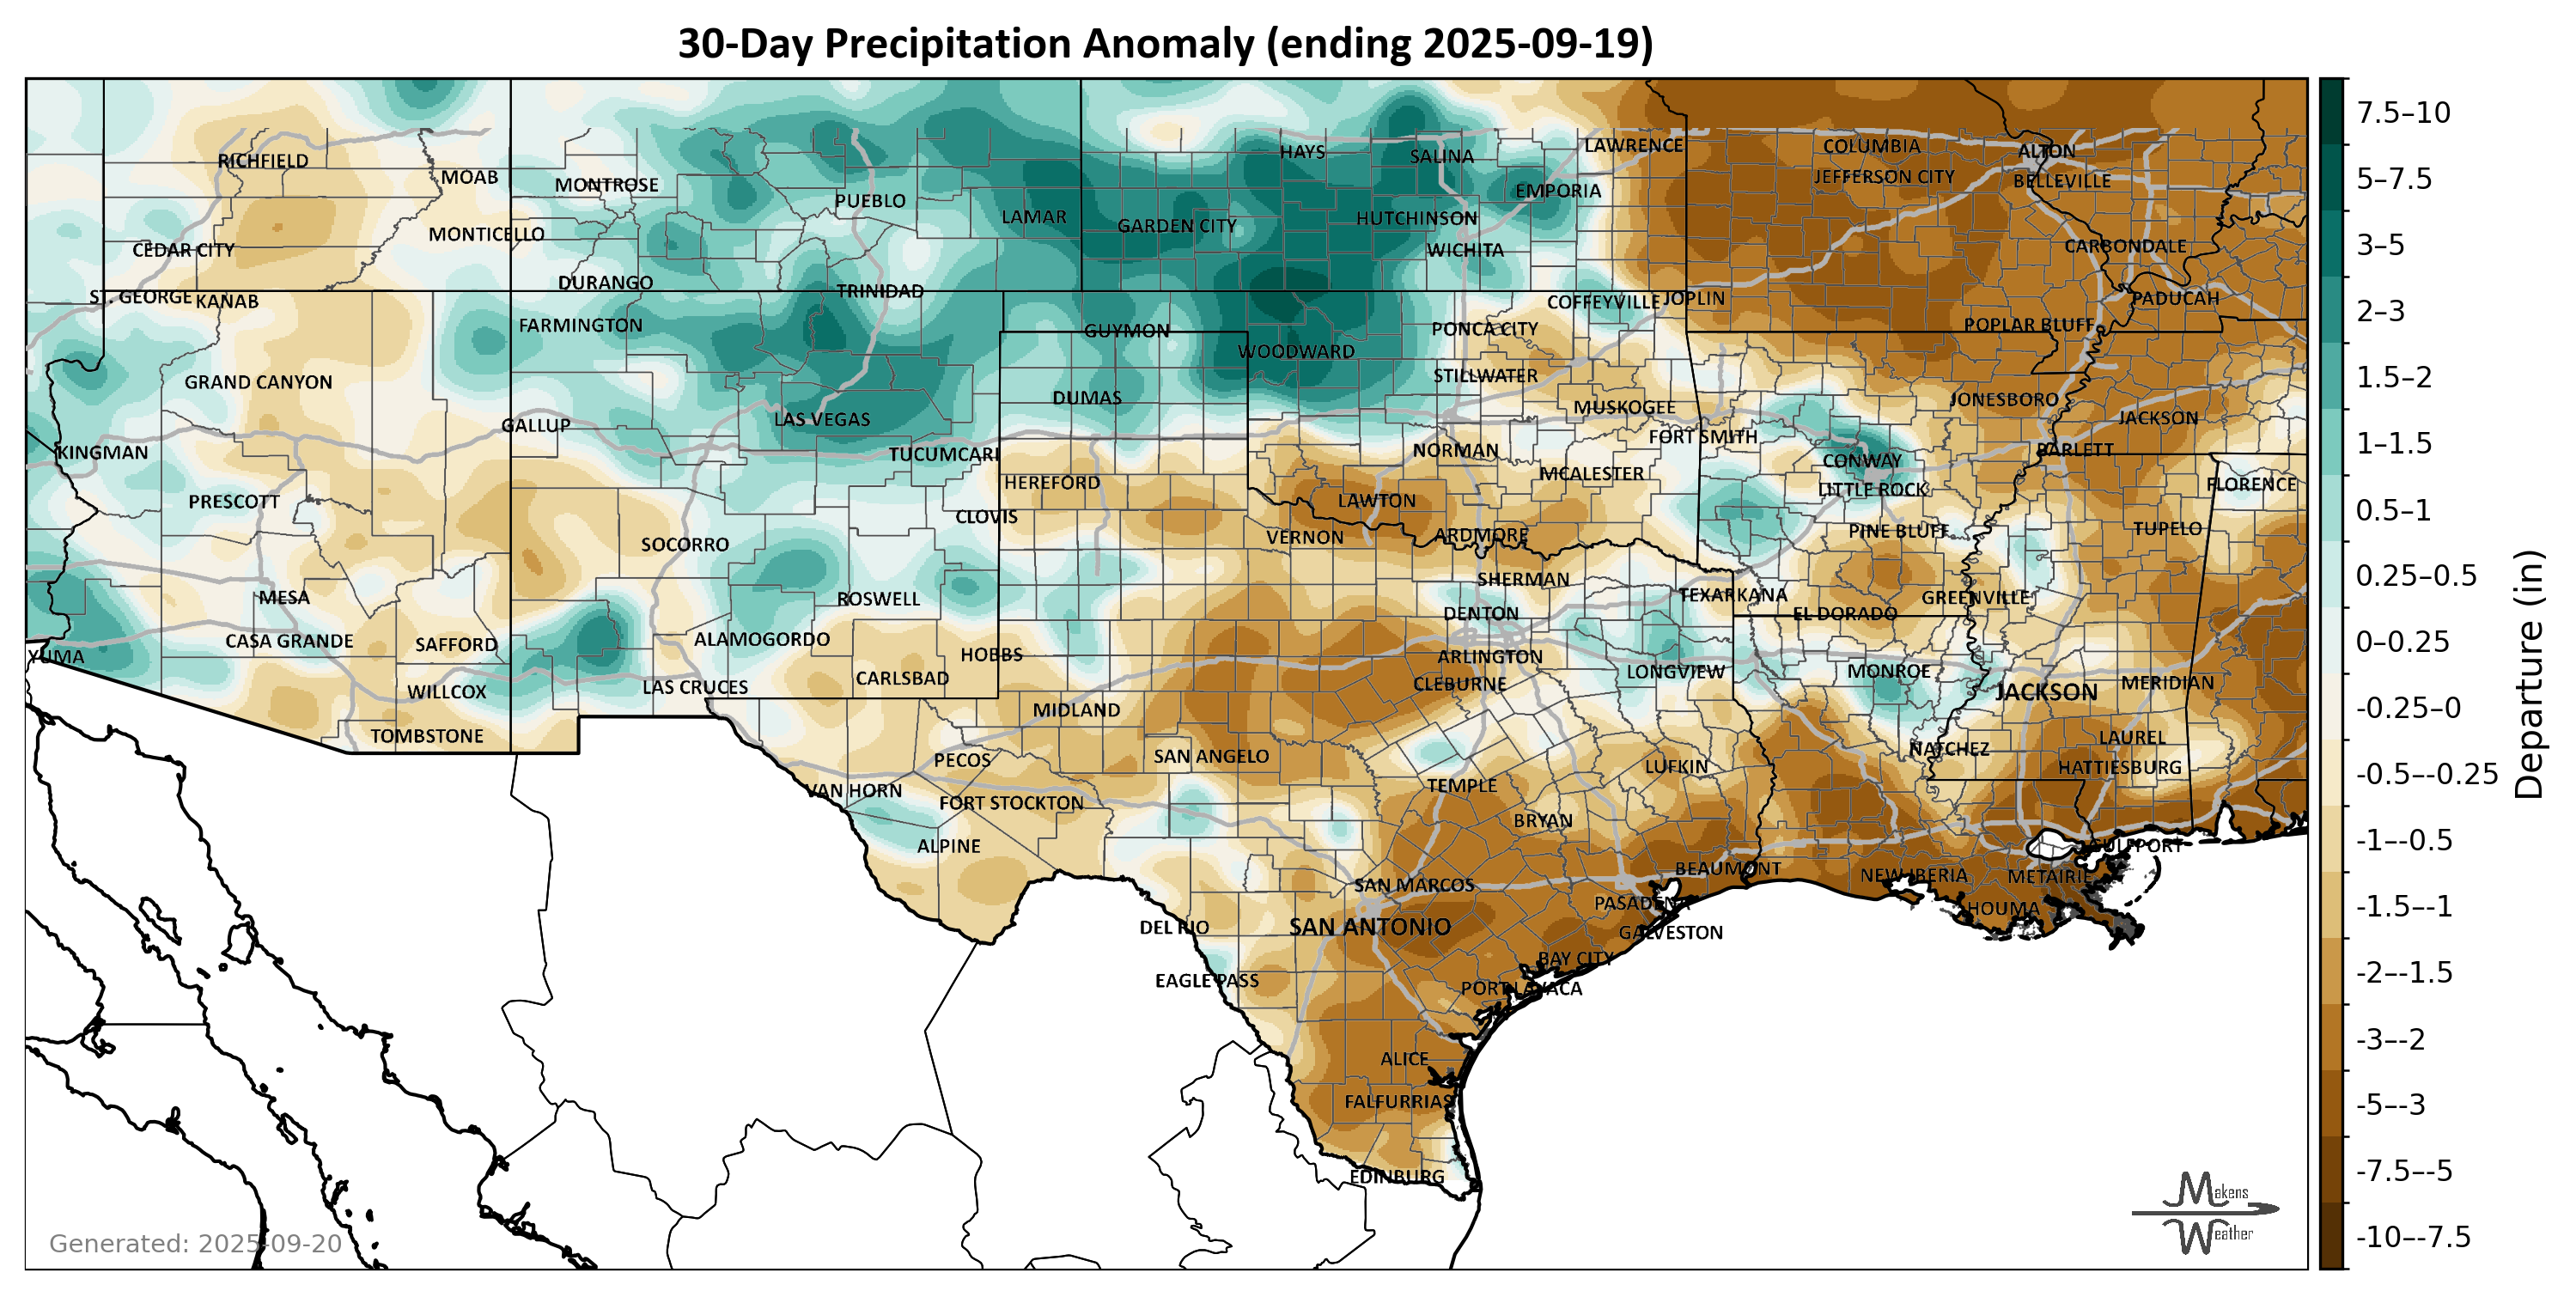 30-Day Precipitation Anomaly (ending 2025-09-19)
LAWRENCE
COLUMBIA
HAYS
SALINA
ALTON
RICHFIELD
MOAB
JEFFERSON CITY
BELLEVILLE
MONTROSE
EMPORIA
PUEBLO
LAMAR
GARDEN CITY
HUTCHINSON
MONTICELLO
CEDAR CITY
WICHITA
CARBONDALE
DURANGO
TRINIDAD
ST. GEORGE
KANAB
COFFEYVILLE
JOPLIN
PADUCAH
FARMINGTON
GUYMON
PONCA CITY
POPLAR BLUFF
WOODWARD
GRAND CANYON
STILLWATER
DUMAS
MUSKOGEE
JONESBORO
LAS VEGAS
JACKSON
GALLUP
FORT SMITH
KINGMAN
TUCUMCARI
NORMAN
BARLETT
CONWAY
HEREFORD
MCALESTER
FLORENCE
PRESCOTT
LAWTON
LITTLE ROCK
CLOVIS
SOCORRO
VERNON
ARDMORE
PINE BLUFF
TUPELO
SHERMAN
MESA
ROSWELL
TEXARKANA
GREENVILLE
DENTON
EL DORADO
CASA GRANDE
SAFFORD
ALAMOGORDO
YUMA
HOBBS
ARLINGTON
CARLSBAD
LONGVIEW
MONROE
WILLCOX
LAS CRUCES
CLEBURNE
JACKSON
MERIDIAN
MIDLAND
TOMBSTONE
LAUREL
PECOS
SAN ANGELO
NATCHEZ
LUFKIN
HATTIESBURG
VAN HORN
FORT STOCKTON
TEMPLE
BRYAN
ALPINE
GULFPORT
BEAUMONT
SAN MARCOS
NEW IBERIA
METAIRIE
PASADENA
HOUMA
DEL RIO
SAN ANTONIO
GALVESTON
BAY CITY
EAGLE PASS
PORT LAVACA
ALICE
FALFURRIAS
EDINBURG
Generated: 2025-09-20
Makens
Weather
7.5–10
5–7.5
3–5
2–3
1.5–2
1–1.5
0.5–1
0.25–0.5
0–0.25
-0.25–0
-0.5–-0.25
-1–-0.5
-1.5–-1
-2–-1.5
-3–-2
-5–-3
-7.5–-5
-10–-7.5
Departure (in)